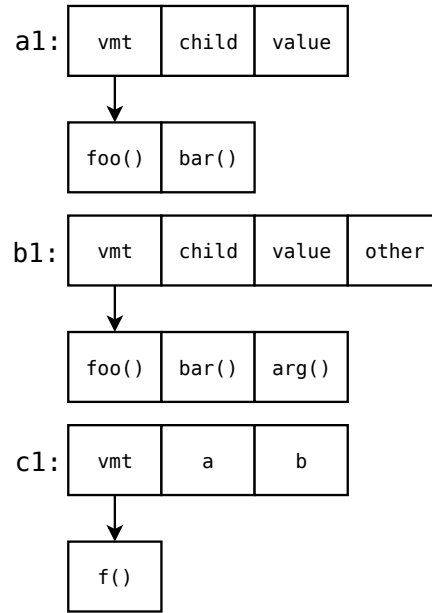 a1: vmt child value
foo() bar()
b1: vmt child value other
foo() bar() arg()
c1: vmt a b
f()